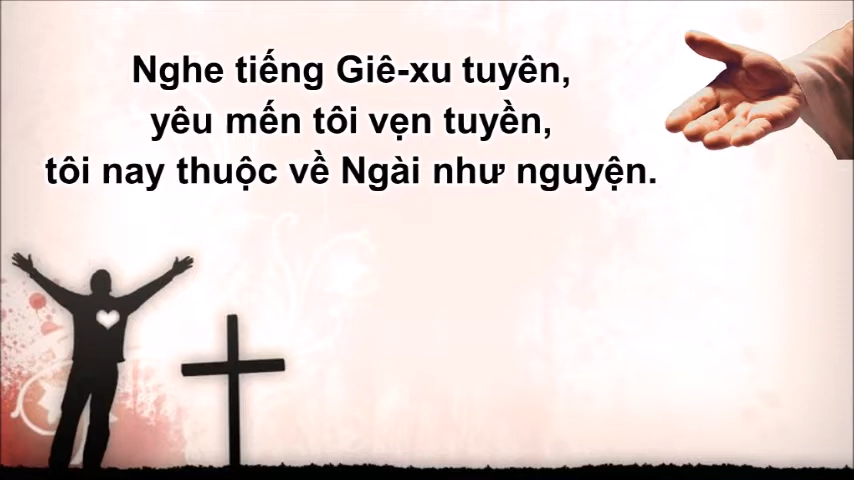 Nghe tiếng Giê-xu tuyên,
yêu mến tôi vẹn tuyền,
tôi nay thuộc về Ngài như nguyện.